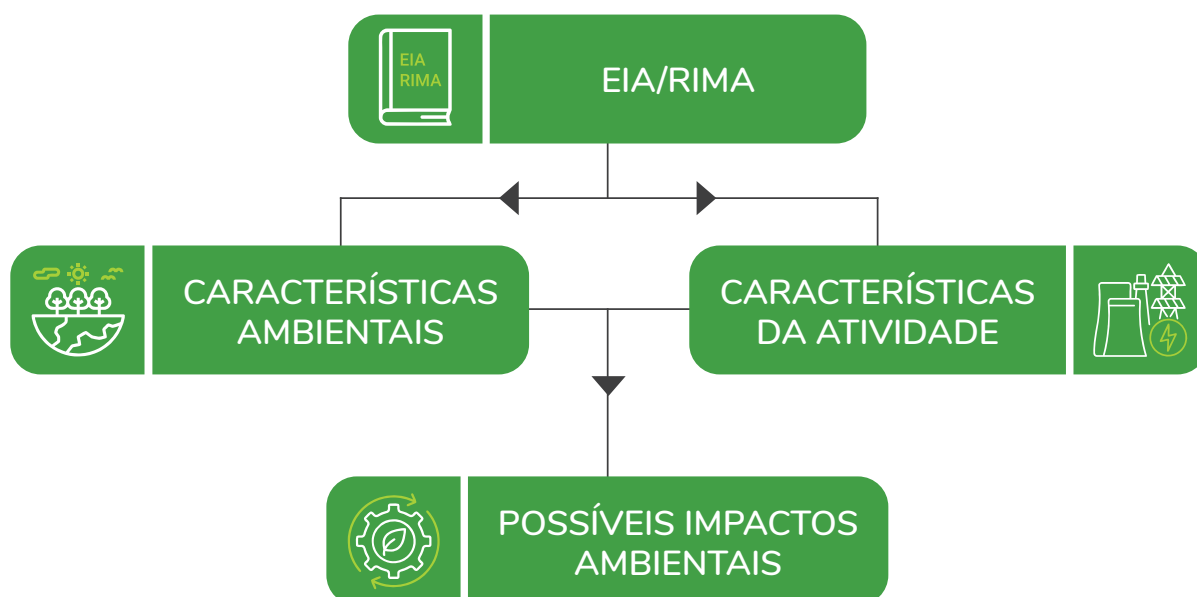 EIA
RIMA
EIA/RIMA
CARACTERÍSTICAS
AMBIENTAIS
CARACTERÍSTICAS
DA ATIVIDADE
POSSÍVEIS IMPACTOS
AMBIENTAIS